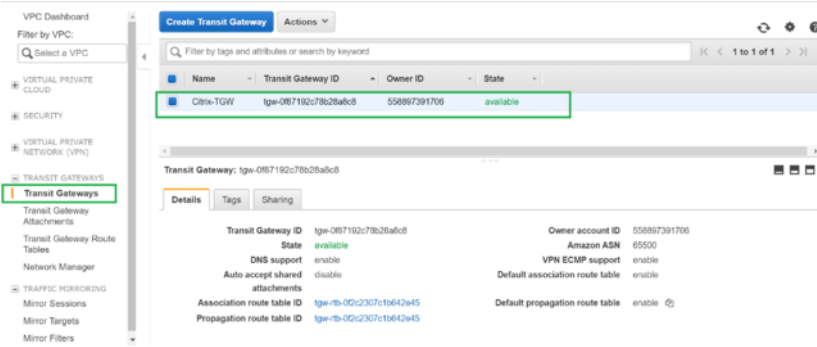 VPC Dashboard
Filter by VPC:
Select a VPC
VIRTUAL PRIVATE
CLOUD
SECURITY
VIRTUAL PRIVATE
NETWORK (VPN)
TRANSIT GATEWAYS
Transit Gateways
Transit Gateway
Attachments
Transit Gateway Route
Tables
Network Manager
TRAFFIC MIRRORING
Mirror Sessions
Mirror Targets
Mirror Filters
Create Transit Gateway Actions
Filter by tags and attributes or search by keyword
1 to 1 of 1
Name Transit Gateway ID Owner ID State
Citrix-TGW tgw-0f87192c78b28a8c8 558897391706 available
Transit Gateway: tgw-0f87192c78b28a8c8
Details Tags Sharing
Transit Gateway ID tgw-0f87192c78b28a8c8 Owner account ID 558897391706
State available Amazon ASN 65500
DNS support enable VPN ECMP support enable
Auto accept shared
attachments disable Default association route table enable
Association route table ID tgw-rtb-0f2c2307c1b642e45 Default propagation route table enable
Propagation route table ID tgw-rtb-0f2c2307c1b642e45